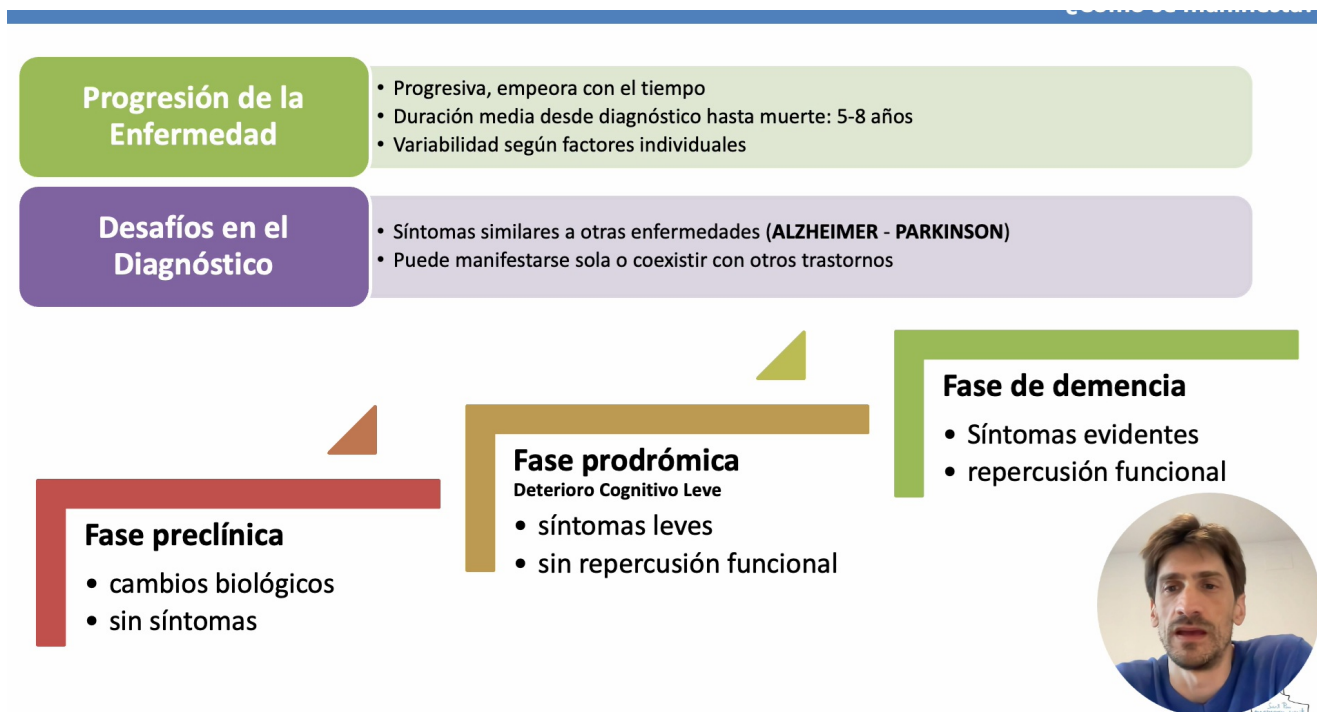 ¿Cómo se manifiesta?
Progresión de la
Enfermedad
• Progresiva, empeora con el tiempo
• Duración media desde diagnóstico hasta muerte: 5-8 años
• Variabilidad según factores individuales
Desafíos en el
Diagnóstico
• Síntomas similares a otras enfermedades (ALZHEIMER - PARKINSON)
• Puede manifestarse sola o coexistir con otros trastornos
Fase preclínica
• cambios biológicos
• sin síntomas
Fase prodrómica
Deterioro Cognitivo Leve
• síntomas leves
• sin repercusión funcional
Fase de demencia
• Síntomas evidentes
• repercusión funcional